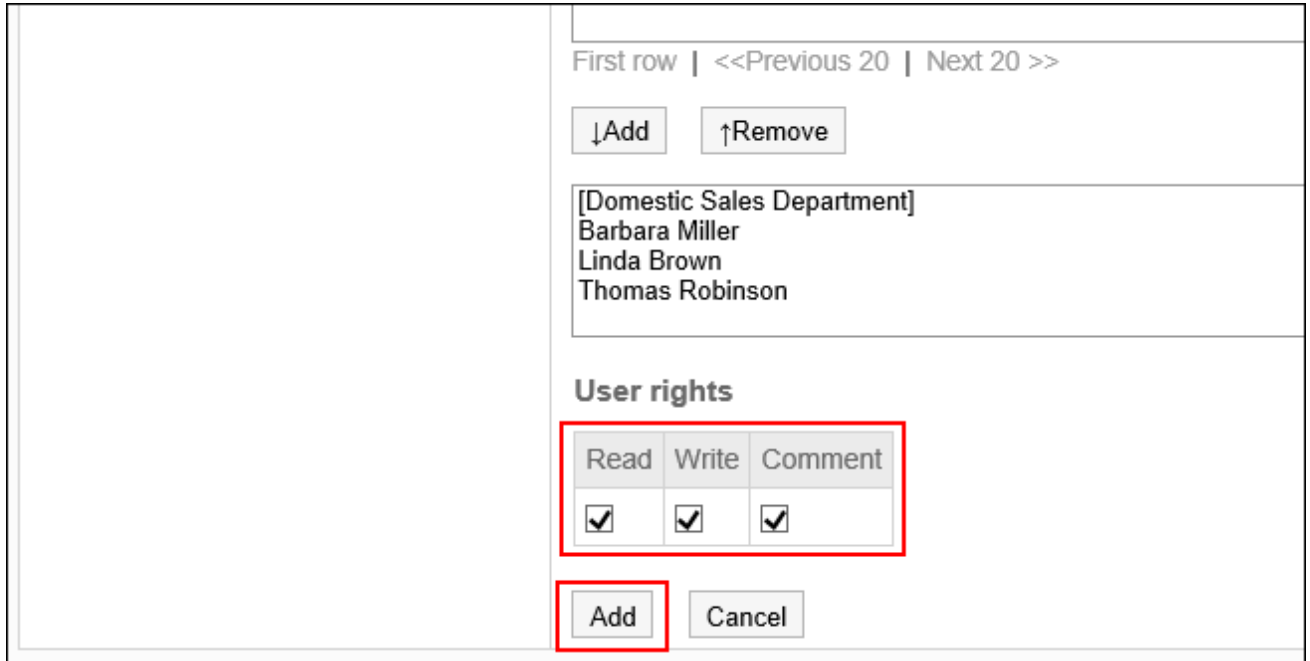 First row | <<Previous 20 | Next 20 >>
↓Add ↑Remove
[Domestic Sales Department]
Barbara Miller
Linda Brown
Thomas Robinson
User rights
Read Write Comment
Add Cancel